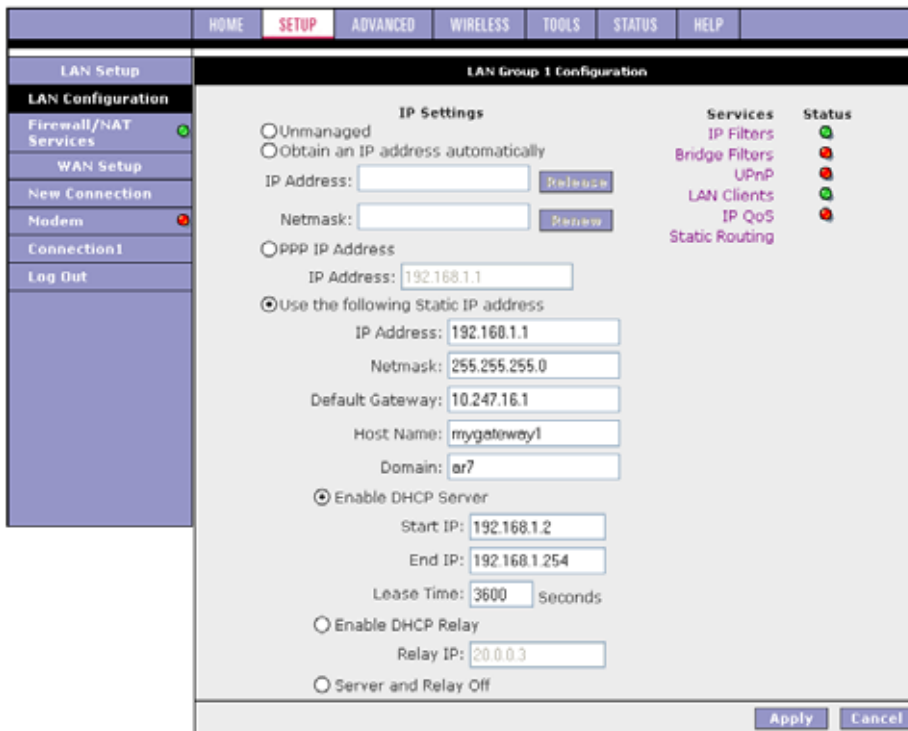 HOME SETUP ADVANCED WIRELESS TOOLS STATUS HELP
LAN Setup
LAN Configuration
Firewall/NAT
Services
WAN Setup
New Connection
Modem
Connection1
Log Out
LAN Group 1 Configuration
IP Settings
Unmanaged
Obtain an IP address automatically
IP Address: Release
Netmask: Renew
PPP IP Address
IP Address: 192.168.1.1
Use the following Static IP address
IP Address: 192.168.1.1
Netmask: 255.255.255.0
Default Gateway: 10.247.16.1
Host Name: mygateway1
Domain: ar7
Enable DHCP Server
Start IP: 192.168.1.2
End IP: 192.168.1.254
Lease Time: 3600 Seconds
Enable DHCP Relay
Relay IP: 20.0.0.3
Server and Relay Off
Services Status
IP Filters
Bridge Filters
UPnP
LAN Clients
IP QoS
Static Routing
Apply Cancel